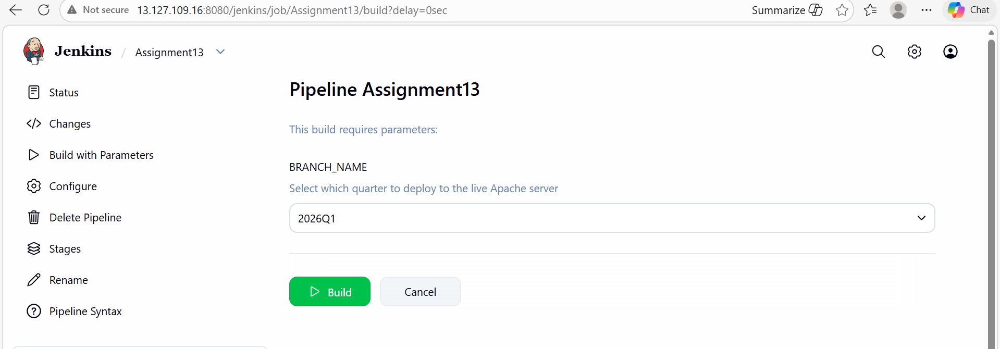 Not secure 13.127.109.16:8080/jenkins/job/Assignment13/build?delay=0sec Summarize Chat
Jenkins / Assignment13
Status
Changes
Build with Parameters
Configure
Delete Pipeline
Stages
Rename
Pipeline Syntax
Pipeline Assignment13
This build requires parameters:
BRANCH_NAME
Select which quarter to deploy to the live Apache server
2026Q1
Build Cancel